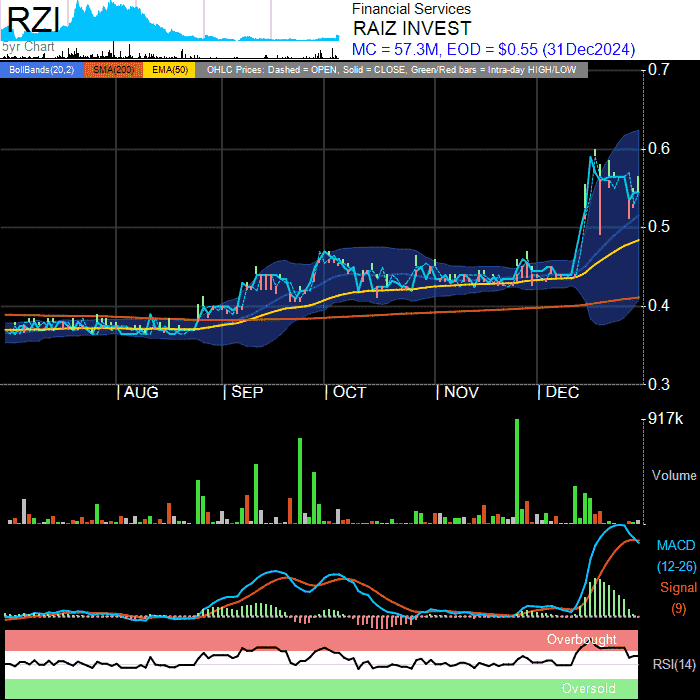 RZI
5yr Chart
Financial Services
RAIZ INVEST
MC = 57.3M, EOD = $0.55 (31Dec2024)
BollBands(20,2) SMA(200) EMA(50) OHLC Prices: Dashed = OPEN, Solid = CLOSE, Green/Red bars = Intra-day HIGH/LOW
0.7
0.6
0.5
0.4
0.3
| AUG | SEP | OCT | NOV | DEC
917k
Volume
MACD
(12-26)
Signal
(9)
Overbought
RSI(14)
Oversold